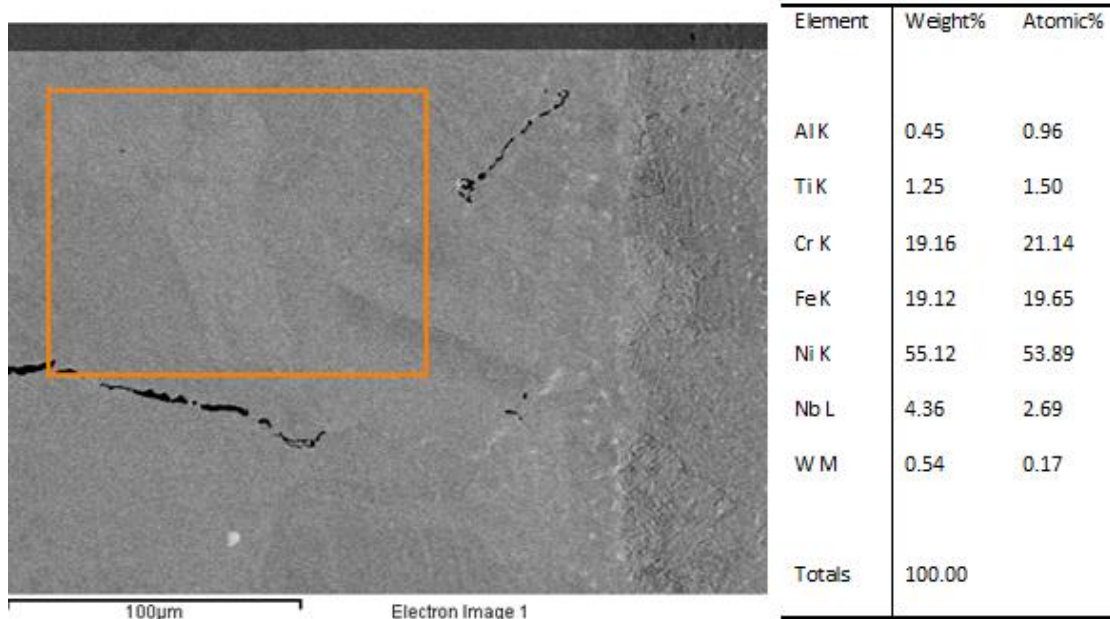 Element Weight% Atomic%
Al K 0.45 0.96
Ti K 1.25 1.50
Cr K 19.16 21.14
Fe K 19.12 19.65
Ni K 55.12 53.89
Nb L 4.36 2.69
W M 0.54 0.17
Totals 100.00
100µm Electron Image 1